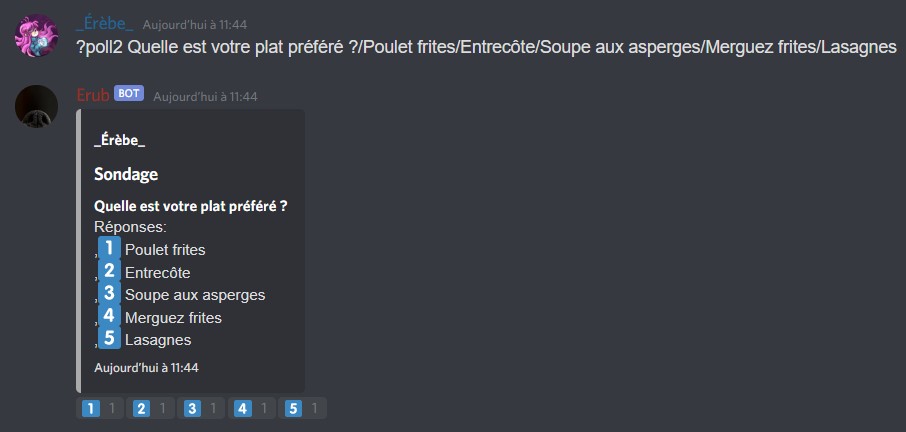 _Érèbe_ Aujourd'hui à 11:44
?poll2 Quelle est votre plat préféré ?/Poulet frites/Entrecôte/Soupe aux asperges/Merguez frites/Lasagnes
Erub BOT Aujourd'hui à 11:44
_Érèbe_
Sondage
Quelle est votre plat préféré ?
Réponses:
,1 Poulet frites
,2 Entrecôte
,3 Soupe aux asperges
,4 Merguez frites
,5 Lasagnes
Aujourd'hui à 11:44
1 1 2 1 3 1 4 1 5 1